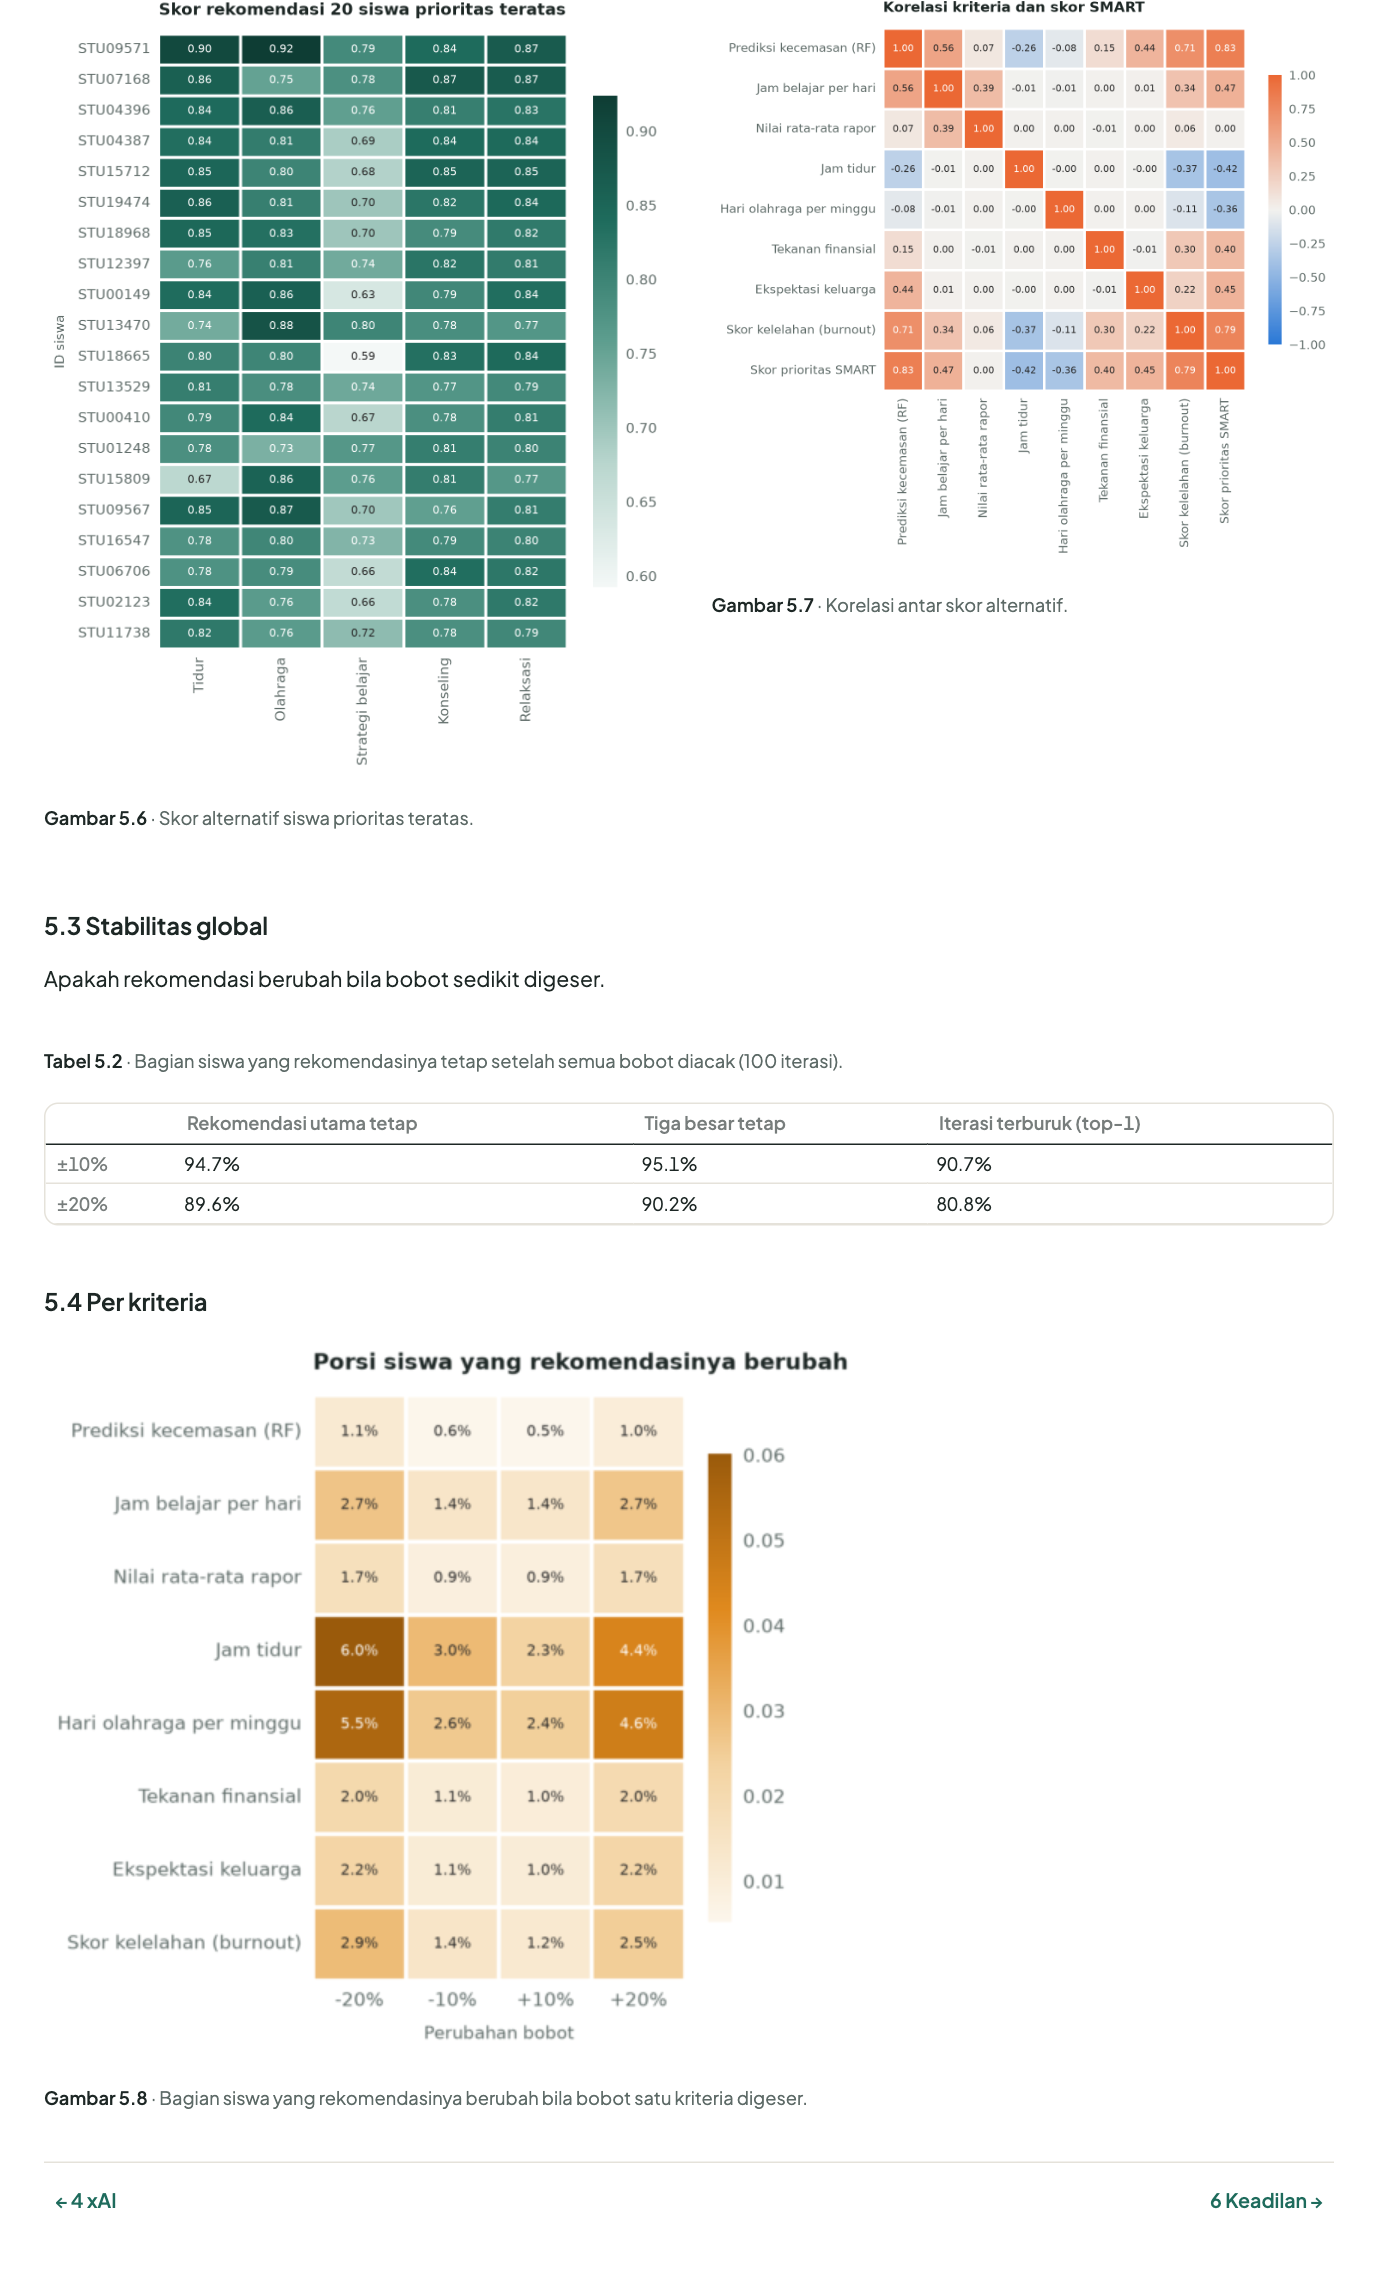 Skor rekomendasi 20 siswa prioritas teratas
STU09571 0.90 0.92 0.79 0.84 0.87
STU07168 0.86 0.75 0.78 0.87 0.87
STU04396 0.84 0.86 0.76 0.81 0.83
STU04387 0.84 0.81 0.69 0.84 0.84
STU15712 0.85 0.80 0.68 0.85 0.85
STU19474 0.86 0.81 0.70 0.82 0.84
STU18968 0.85 0.83 0.70 0.79 0.82
STU12397 0.76 0.81 0.74 0.82 0.81
STU00149 0.84 0.86 0.63 0.79 0.84
STU13470 0.74 0.88 0.80 0.78 0.77
STU18665 0.80 0.80 0.59 0.83 0.84
STU13529 0.81 0.78 0.74 0.77 0.79
STU00410 0.79 0.84 0.67 0.78 0.81
STU01248 0.78 0.73 0.77 0.81 0.80
STU15809 0.67 0.86 0.76 0.81 0.77
STU09567 0.85 0.87 0.70 0.76 0.81
STU16547 0.78 0.80 0.73 0.79 0.80
STU06706 0.78 0.79 0.66 0.84 0.82
STU02123 0.84 0.76 0.66 0.78 0.82
STU11738 0.82 0.76 0.72 0.78 0.79
ID siswa
Tidur
Olahraga
Strategi belajar
Konseling
Relaksasi
0.90
0.85
0.80
0.75
0.70
0.65
0.60
Gambar 5.6 · Skor alternatif siswa prioritas teratas.
Korelasi kriteria dan skor SMART
Prediksi kecemasan (RF) 1.00 0.56 0.07 -0.26 -0.08 0.15 0.44 0.71 0.83
Jam belajar per hari 0.56 1.00 0.39 -0.01 -0.01 0.00 0.01 0.34 0.47
Nilai rata-rata rapor 0.07 0.39 1.00 0.00 0.00 -0.01 0.00 0.06 0.00
Jam tidur -0.26 -0.01 0.00 1.00 -0.00 0.00 -0.00 -0.37 -0.42
Hari olahraga per minggu -0.08 -0.01 0.00 -0.00 1.00 0.00 0.00 -0.11 -0.36
Tekanan finansial 0.15 0.00 -0.01 0.00 0.00 1.00 -0.01 0.30 0.40
Ekspektasi keluarga 0.44 0.01 0.00 -0.00 0.00 -0.01 1.00 0.22 0.45
Skor kelelahan (burnout) 0.71 0.34 0.06 -0.37 -0.11 0.30 0.22 1.00 0.79
Skor prioritas SMART 0.83 0.47 0.00 -0.42 -0.36 0.40 0.45 0.79 1.00
Prediksi kecemasan (RF)
Jam belajar per hari
Nilai rata-rata rapor
Jam tidur
Hari olahraga per minggu
Tekanan finansial
Ekspektasi keluarga
Skor kelelahan (burnout)
Skor prioritas SMART
1.00
0.75
0.50
0.25
0.00
−0.25
−0.50
−0.75
−1.00
Gambar 5.7 · Korelasi antar skor alternatif.
5.3 Stabilitas global
Apakah rekomendasi berubah bila bobot sedikit digeser.
Tabel 5.2 · Bagian siswa yang rekomendasinya tetap setelah semua bobot diacak (100 iterasi).
Rekomendasi utama tetap Tiga besar tetap Iterasi terburuk (top-1)
±10% 94.7% 95.1% 90.7%
±20% 89.6% 90.2% 80.8%
5.4 Per kriteria
Porsi siswa yang rekomendasinya berubah
Prediksi kecemasan (RF) 1.1% 0.6% 0.5% 1.0%
Jam belajar per hari 2.7% 1.4% 1.4% 2.7%
Nilai rata-rata rapor 1.7% 0.9% 0.9% 1.7%
Jam tidur 6.0% 3.0% 2.3% 4.4%
Hari olahraga per minggu 5.5% 2.6% 2.4% 4.6%
Tekanan finansial 2.0% 1.1% 1.0% 2.0%
Ekspektasi keluarga 2.2% 1.1% 1.0% 2.2%
Skor kelelahan (burnout) 2.9% 1.4% 1.2% 2.5%
-20% -10% +10% +20%
Perubahan bobot
0.06
0.05
0.04
0.03
0.02
0.01
Gambar 5.8 · Bagian siswa yang rekomendasinya berubah bila bobot satu kriteria digeser.
← 4 xAI
6 Keadilan →